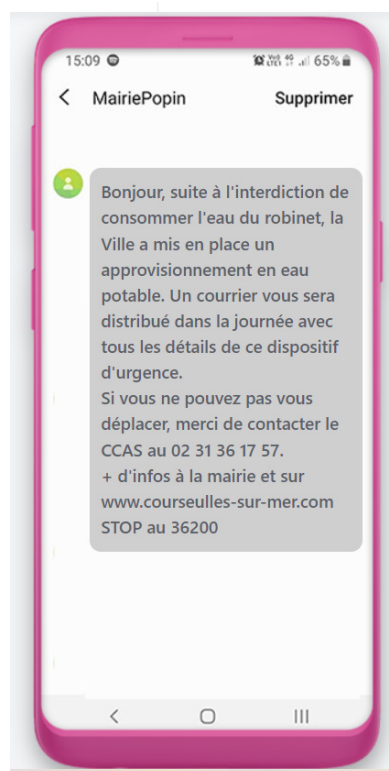 15:09 65%
MairiePopin Supprimer
Bonjour, suite à l'interdiction de
consommer l'eau du robinet, la
Ville a mis en place un
approvisionnement en eau
potable. Un courrier vous sera
distribué dans la journée avec
tous les détails de ce dispositif
d'urgence.
Si vous ne pouvez pas vous
déplacer, merci de contacter le
CCAS au 02 31 36 17 57.
+ d'infos à la mairie et sur
www.courseulles-sur-mer.com
STOP au 36200